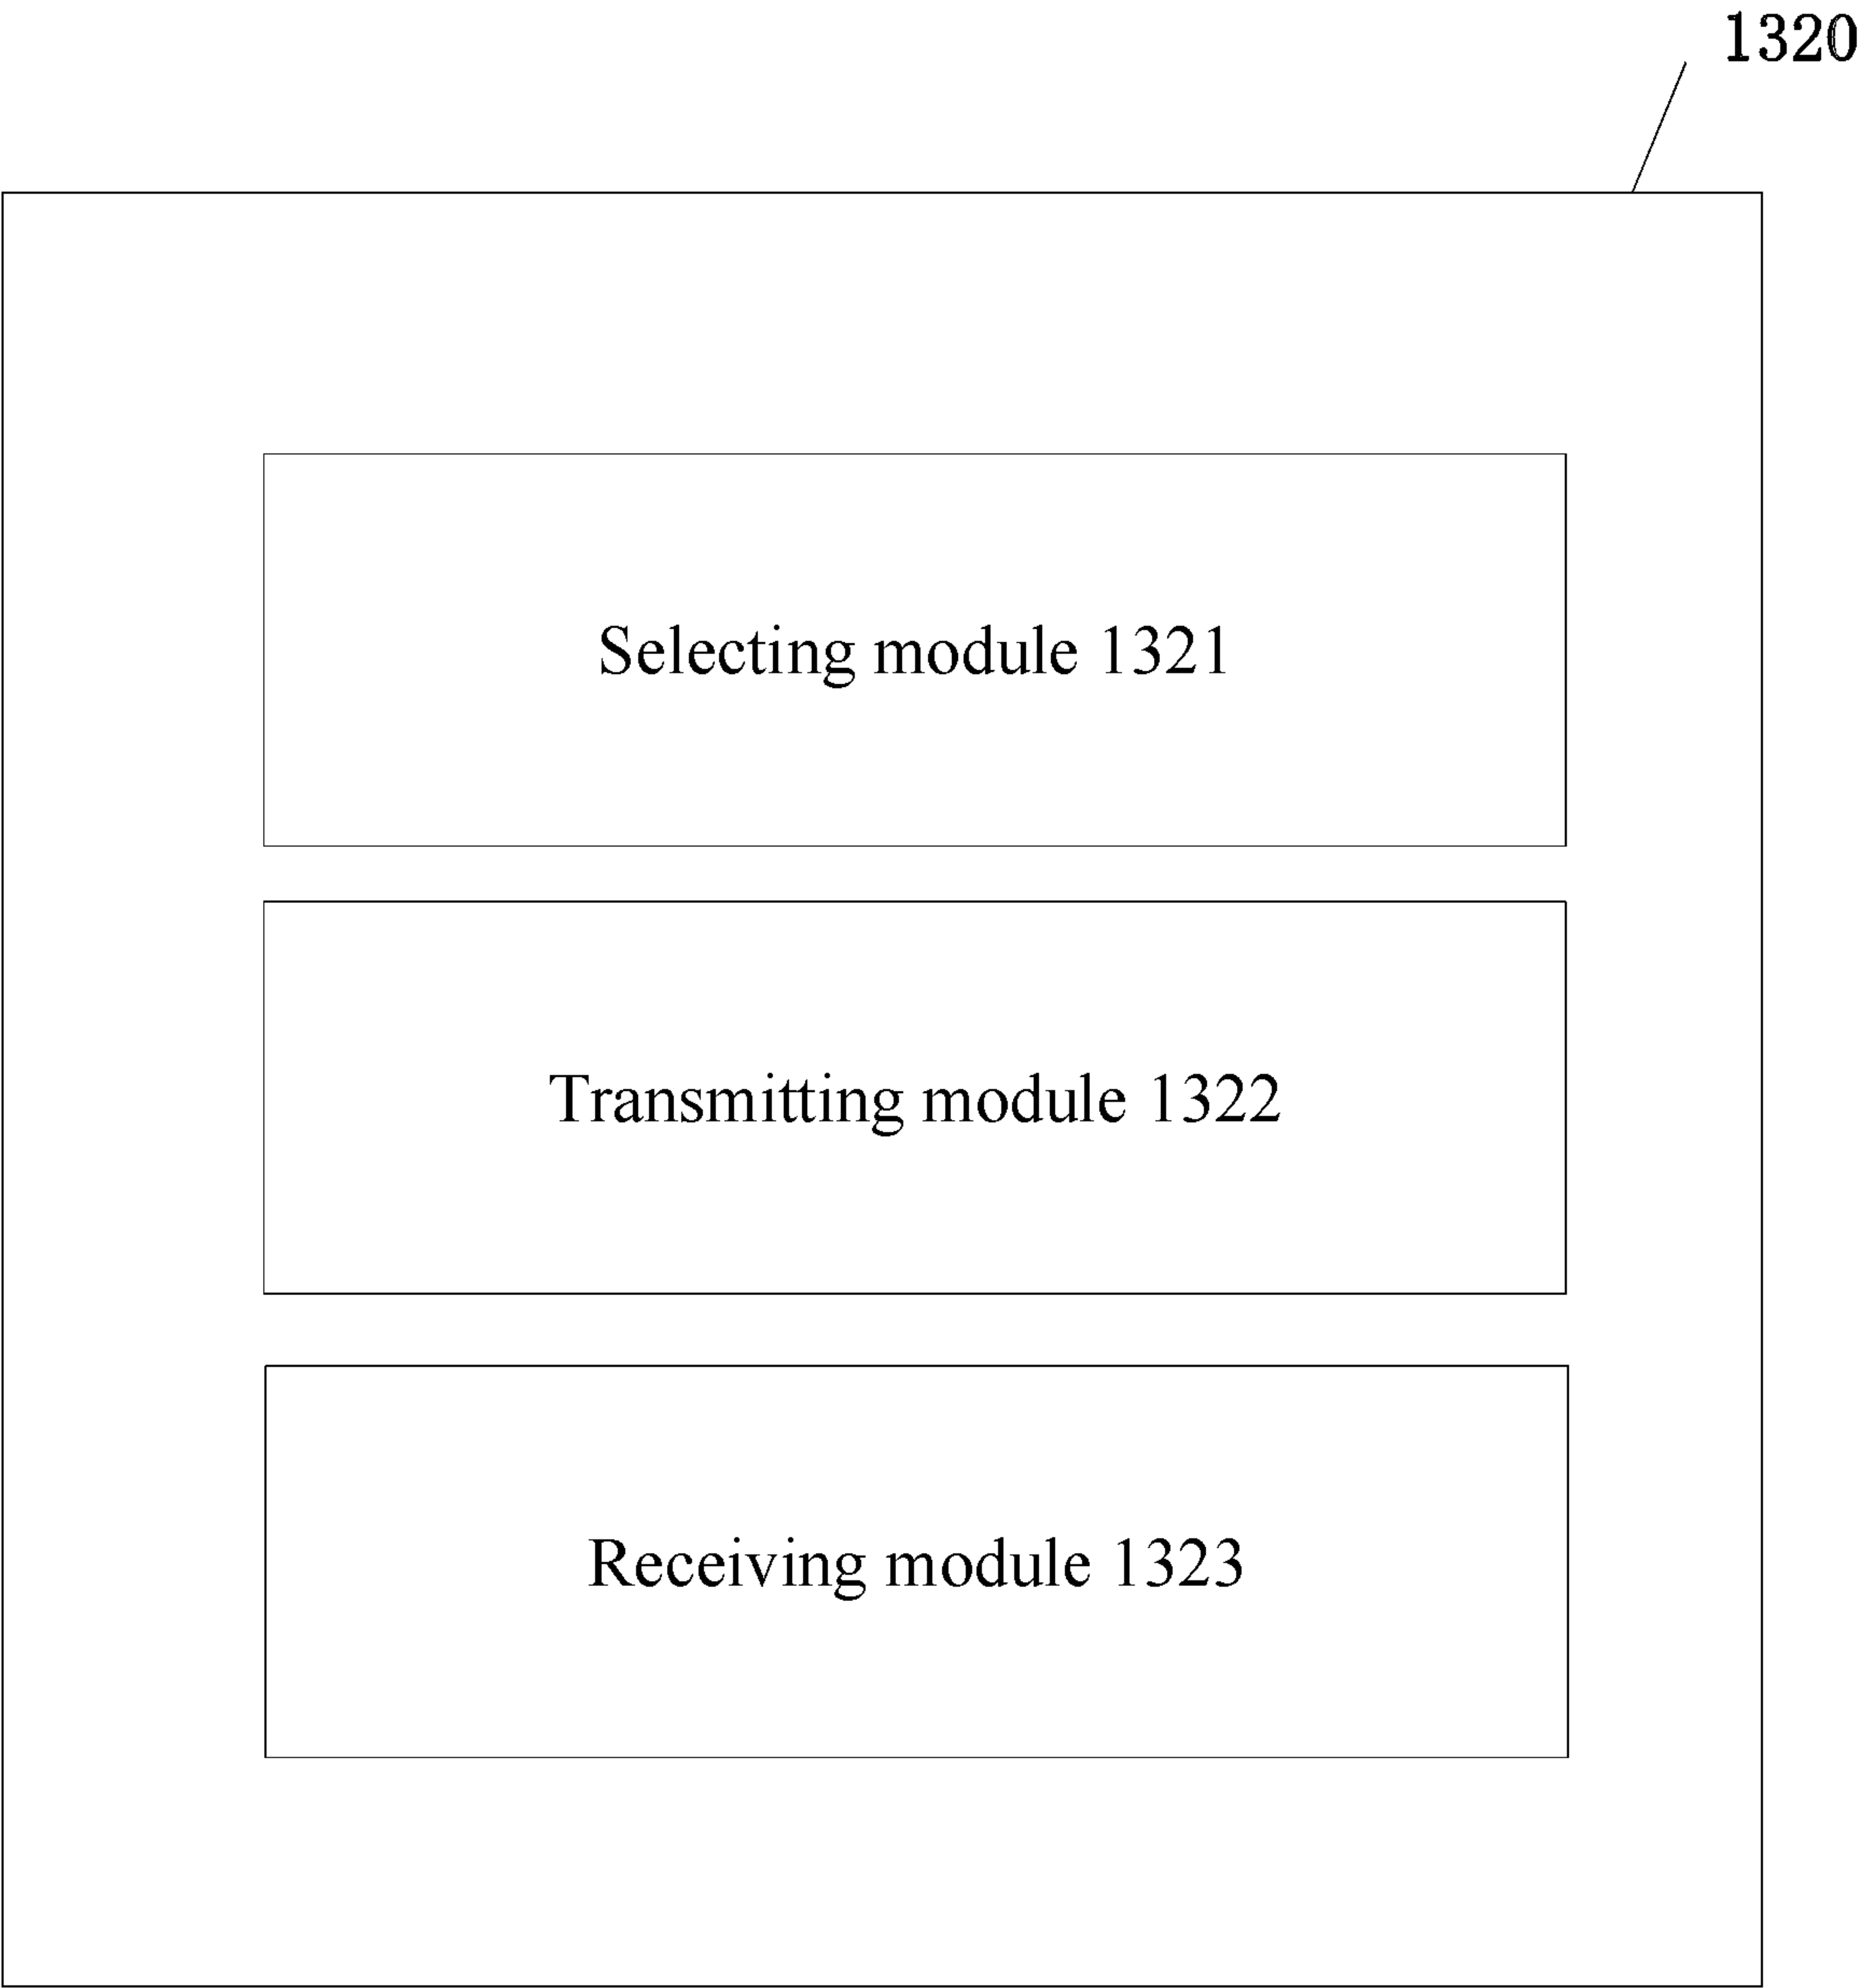 1320
Selecting module 1321
Transmitting module 1322
Receiving module 1323